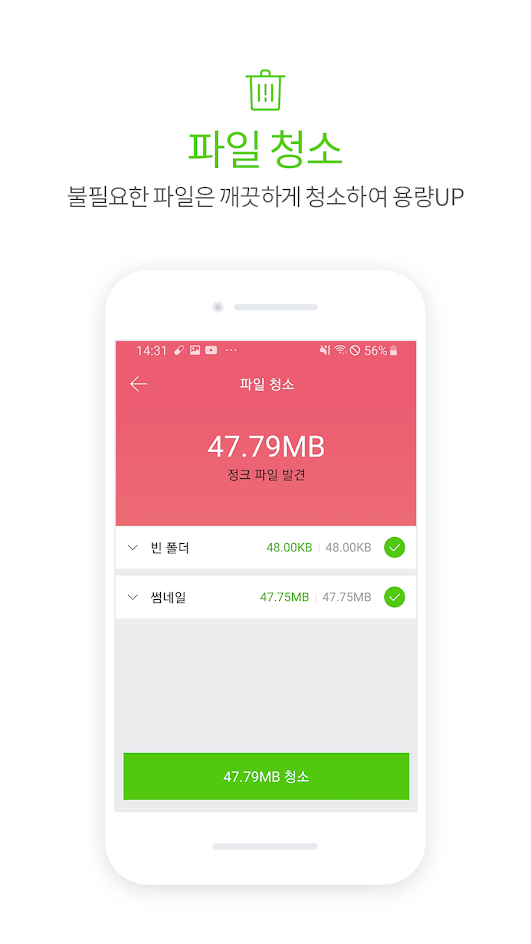 파일 청소
불필요한 파일은 깨끗하게 청소하여 용량UP
14:31 ... 56%
파일 청소
47.79MB
정크 파일 발견
빈 폴더 48.00KB | 48.00KB
썸네일 47.75MB | 47.75MB
47.79MB 청소